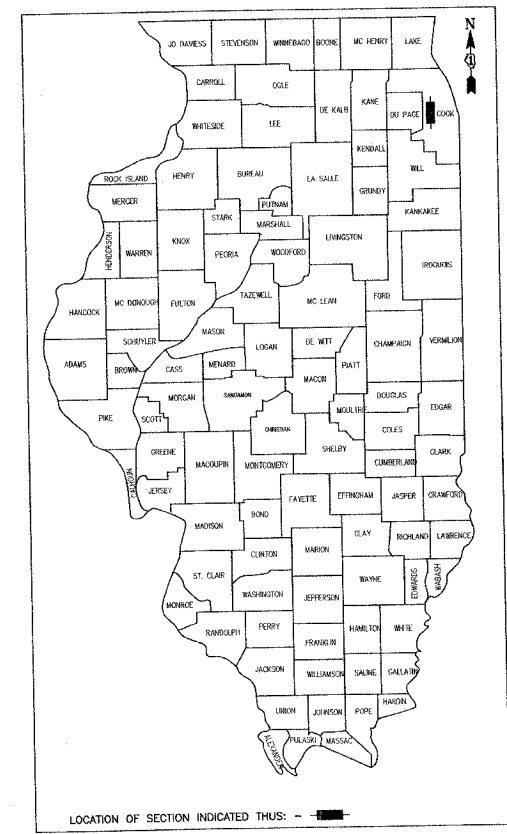 N
JO DAVIESS STEVENSON WINNEBAGO BOONE MC HENRY LAKE
CARROLL OGLE
DE KALB KANE
DU PAGE COOK
WHITESIDE LEE
KENDALL
WILL
ROCK ISLAND HENRY BUREAU LA SALLE GRUNDY
MERCER PUTNAM
STARK MARSHALL KANKAKEE
HENDERSON WARREN KNOX PEORIA WOODFORD LIVINGSTON
IROQUOIS
HANCOCK MC DONOUGH FULTON TAZEWELL MC LEAN FORD
MASON
SCHUYLER LOGAN DE WITT CHAMPAIGN VERMILION
ADAMS BROWN CASS MENARD PIATT
MACON
MORGAN SANGAMON DOUGLAS
PIKE SCOTT CHRISTIAN MOULTRIE EDGAR
COLES
GREENE MACOUPIN MONTGOMERY SHELBY CLARK
CALHOUN JERSEY CUMBERLAND
FAYETTE EFFINGHAM JASPER CRAWFORD
MADISON BOND
CLAY RICHLAND LAWRENCE
CLINTON MARION
ST. CLAIR WAYNE EDWARDS WABASH
WASHINGTON JEFFERSON
MONROE
RANDOLPH PERRY HAMILTON WHITE
FRANKLIN
JACKSON WILLIAMSON SALINE GALLATIN
UNION JOHNSON POPE HARDIN
ALEXANDER PULASKI MASSAC
LOCATION OF SECTION INDICATED THUS: -